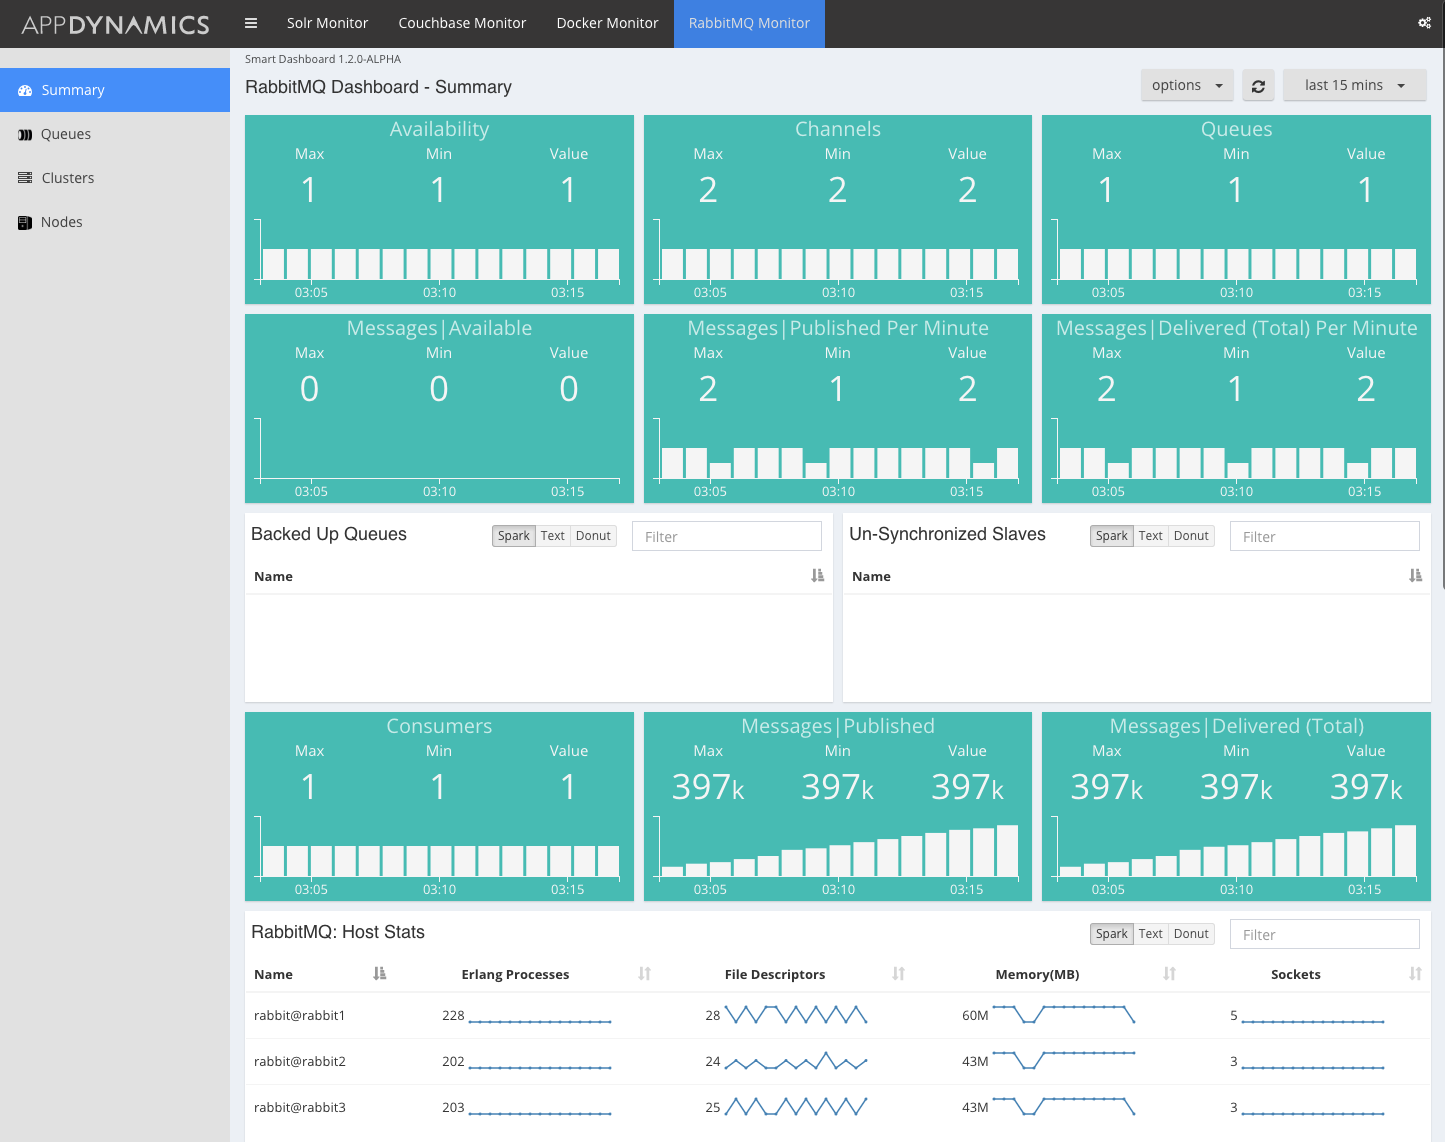 APPDYNAMICS
Solr Monitor Couchbase Monitor Docker Monitor RabbitMQ Monitor
Summary
Queues
Clusters
Nodes
Smart Dashboard 1.2.0-ALPHA
RabbitMQ Dashboard - Summary
options last 15 mins
Availability
Max Min Value
1 1 1
03:05 03:10 03:15
Channels
Max Min Value
2 2 2
03:05 03:10 03:15
Queues
Max Min Value
1 1 1
03:05 03:10 03:15
Messages|Available
Max Min Value
0 0 0
03:05 03:10 03:15
Messages|Published Per Minute
Max Min Value
2 1 2
03:05 03:10 03:15
Messages|Delivered (Total) Per Minute
Max Min Value
2 1 2
03:05 03:10 03:15
Backed Up Queues Spark Text Donut Filter
Name
Un-Synchronized Slaves Spark Text Donut Filter
Name
Consumers
Max Min Value
1 1 1
03:05 03:10 03:15
Messages|Published
Max Min Value
397k 397k 397k
03:05 03:10 03:15
Messages|Delivered (Total)
Max Min Value
397k 397k 397k
03:05 03:10 03:15
RabbitMQ: Host Stats Spark Text Donut Filter
Name Erlang Processes File Descriptors Memory(MB) Sockets
rabbit@rabbit1 228 28 60M 5
rabbit@rabbit2 202 24 43M 3
rabbit@rabbit3 203 25 43M 3